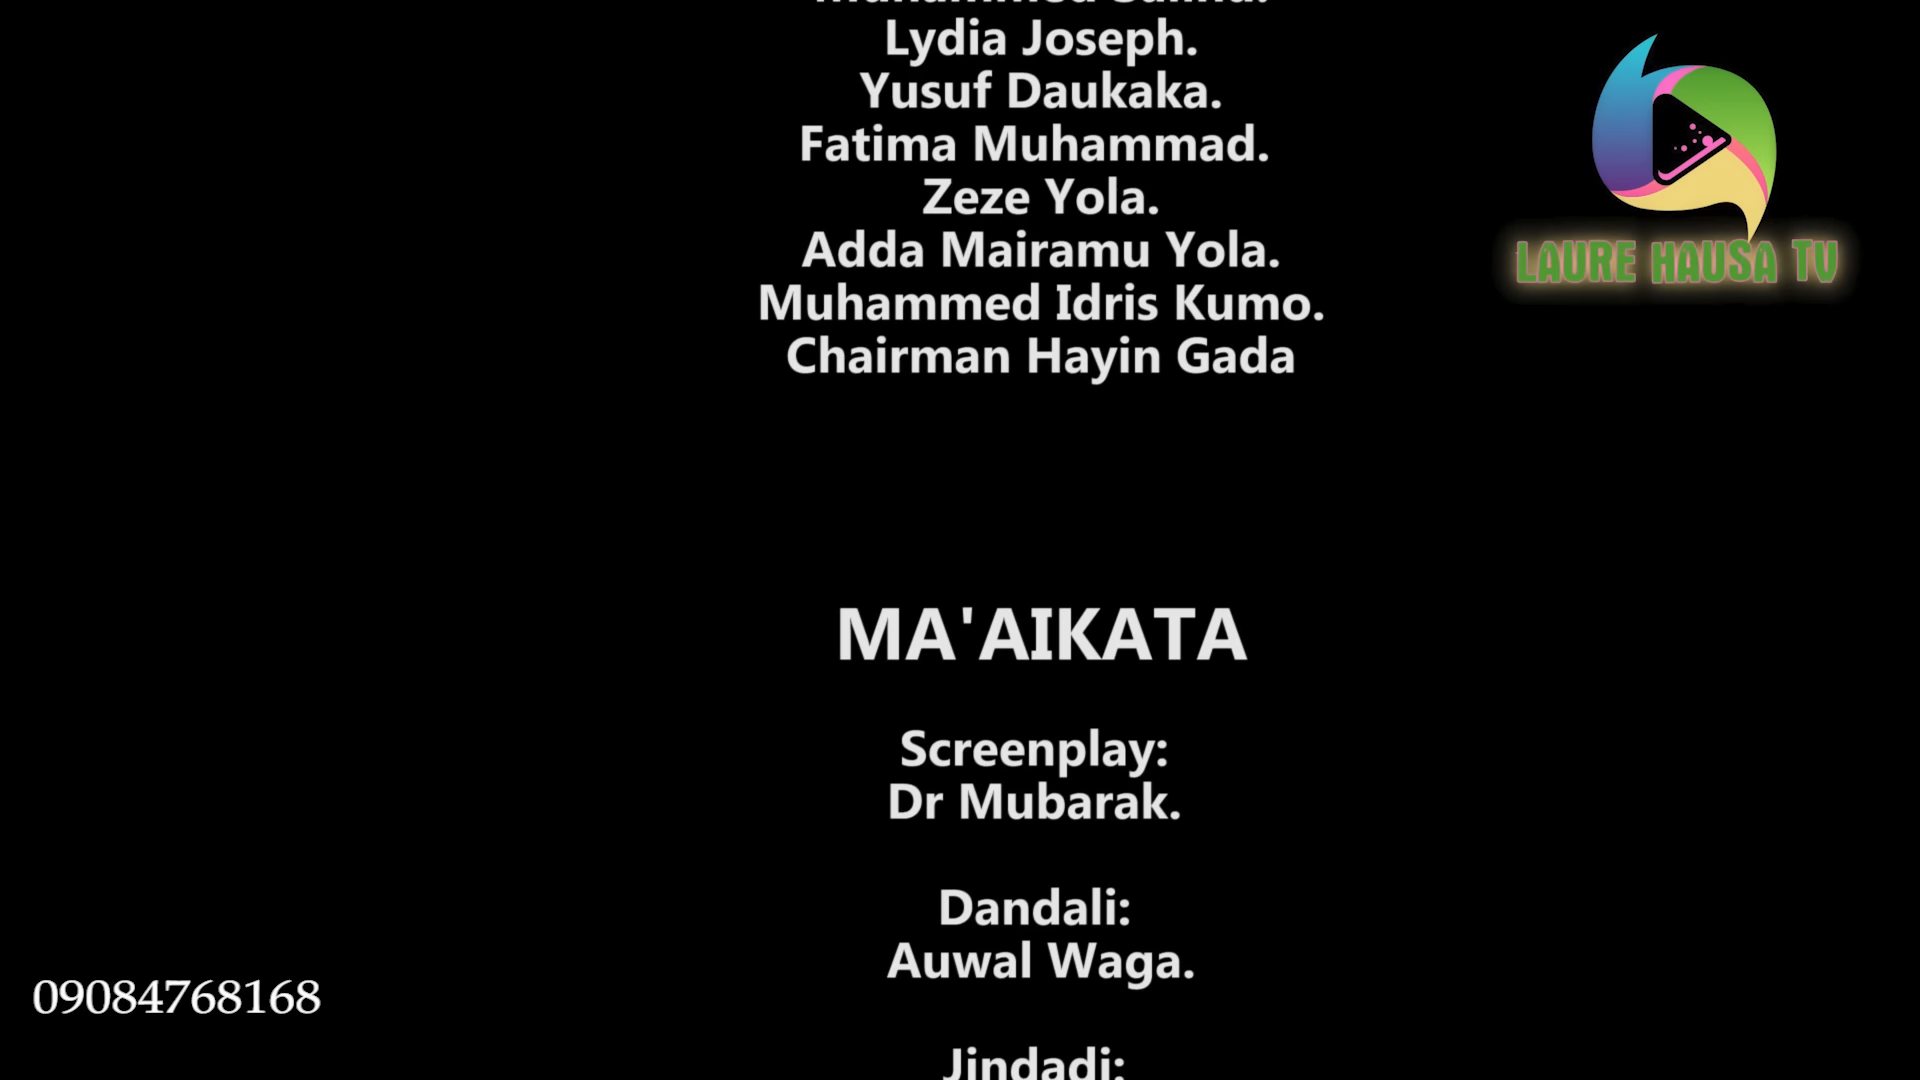 Lydia Joseph.
Yusuf Daukaka.
Fatima Muhammad.
Zeze Yola.
Adda Mairamu Yola.
Muhammed Idris Kumo.
Chairman Hayin Gada
LAURE HAUSA TV
MA'AIKATA
Screenplay:
Dr Mubarak.
Dandali:
Auwal Waga.
Jindadi:
09084768168